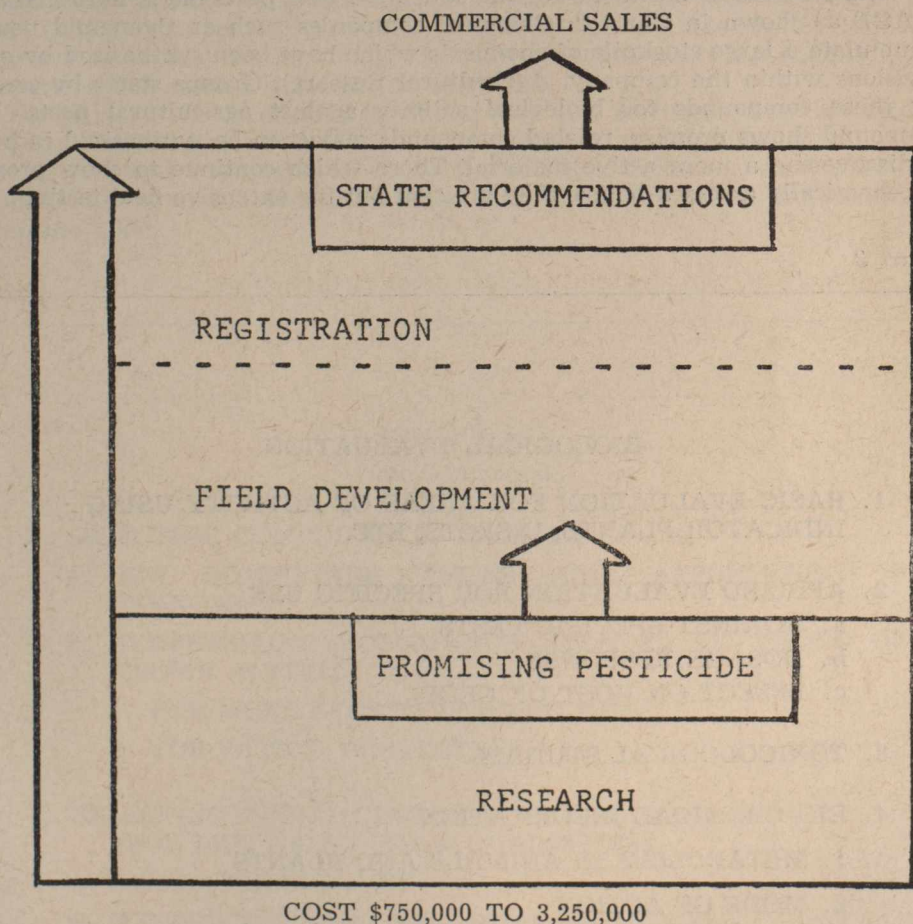 COMMERCIAL SALES
STATE RECOMMENDATIONS
REGISTRATION
FIELD DEVELOPMENT
PROMISING PESTICIDE
RESEARCH
COST $750,000 TO 3,250,000